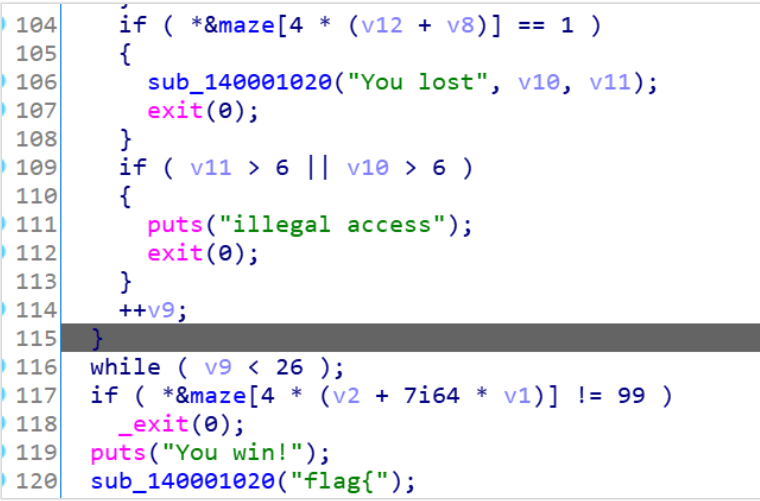 104 if ( *&maze[4 * (v12 + v8)] == 1 )
105 {
106 sub_140001020("You lost", v10, v11);
107 exit(0);
108 }
109 if ( v11 > 6 || v10 > 6 )
110 {
111 puts("illegal access");
112 exit(0);
113 }
114 ++v9;
115 }
116 while ( v9 < 26 );
117 if ( *&maze[4 * (v2 + 7i64 * v1)] != 99 )
118 _exit(0);
119 puts("You win!");
120 sub_140001020("flag{");